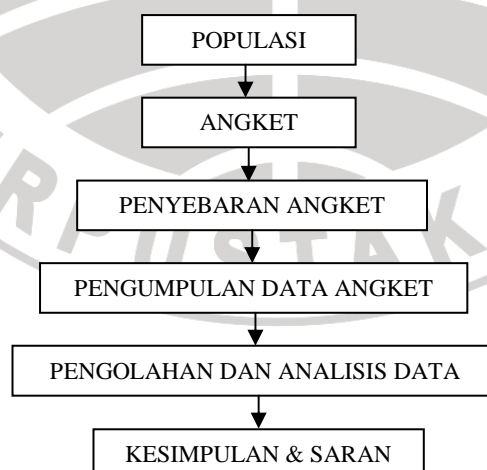 POPULASI
ANGKET
PENYEBARAN ANGKET
PENGUMPULAN DATA ANGKET
PENGOLAHAN DAN ANALISIS DATA
KESIMPULAN & SARAN